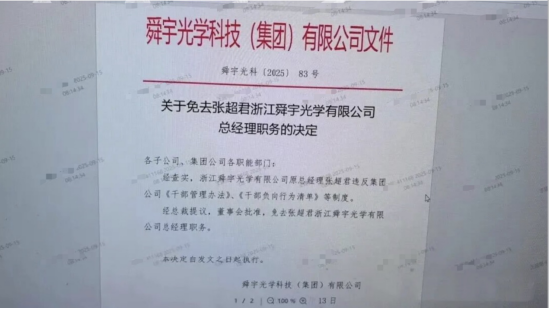 舜宇光学科技（集团）有限公司文件
舜宇光科〔2025〕 83 号
关于免去张超君浙江舜宇光学有限公司
总经理职务的决定
各子公司、集团公司各职能部门：
经查实，浙江舜宇光学有限公司原总经理张超君违反集团
公司《干部管理办法》、《干部负向行为清单》等制度。
经总裁提议，董事会批准，免去张超君浙江舜宇光学有限
公司总经理职务。
本决定自发文之日起执行。
舜宇光学科技（集团）有限公司
1 / 2
100 %
13日